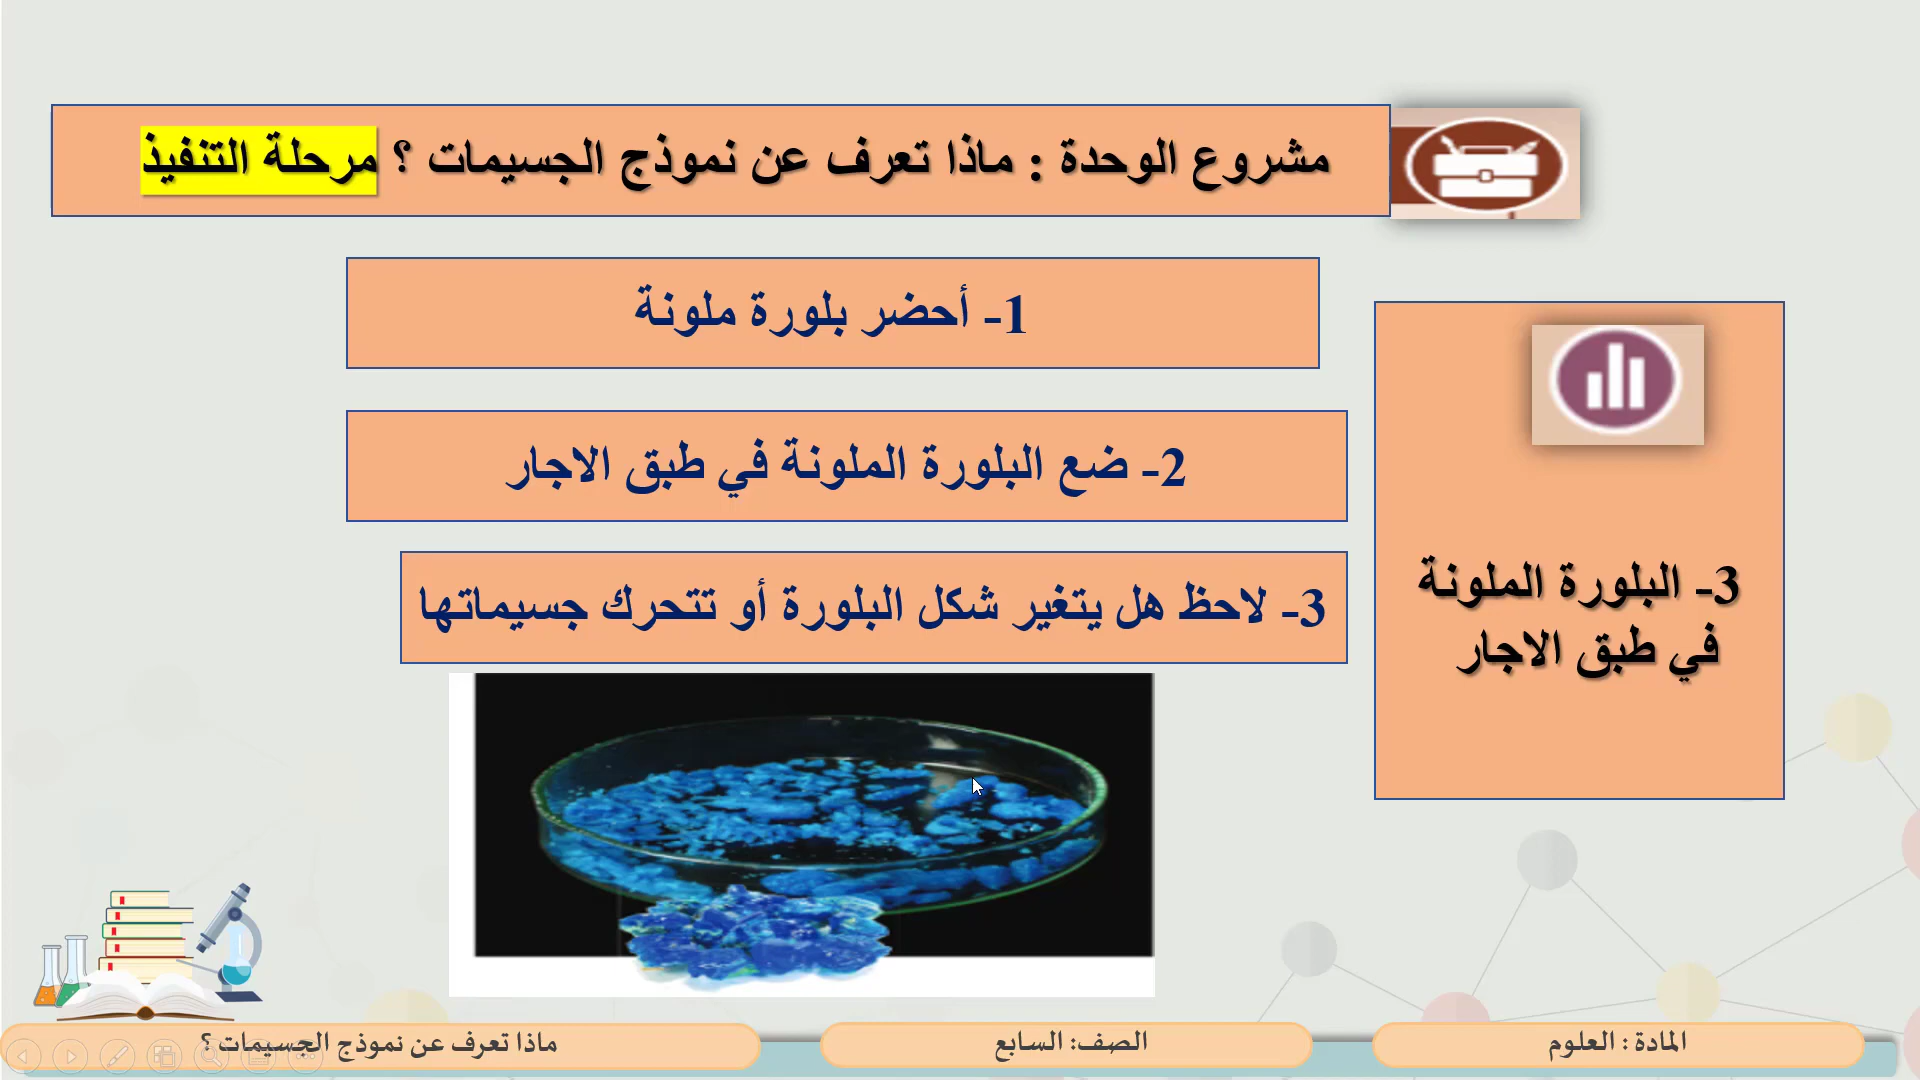 مشروع الوحدة : ماذا تعرف عن نموذج الجسيمات ؟ مرحلة التنفيذ
1- أحضر بلورة ملونة
2- ضع البلورة الملونة في طبق الاجار
3- لاحظ هل يتغير شكل البلورة أو تتحرك جسيماتها
3- البلورة الملونة
في طبق الاجار
المادة : العلوم
الصف: السابع
ماذا تعرف عن نموذج الجسيمات ؟